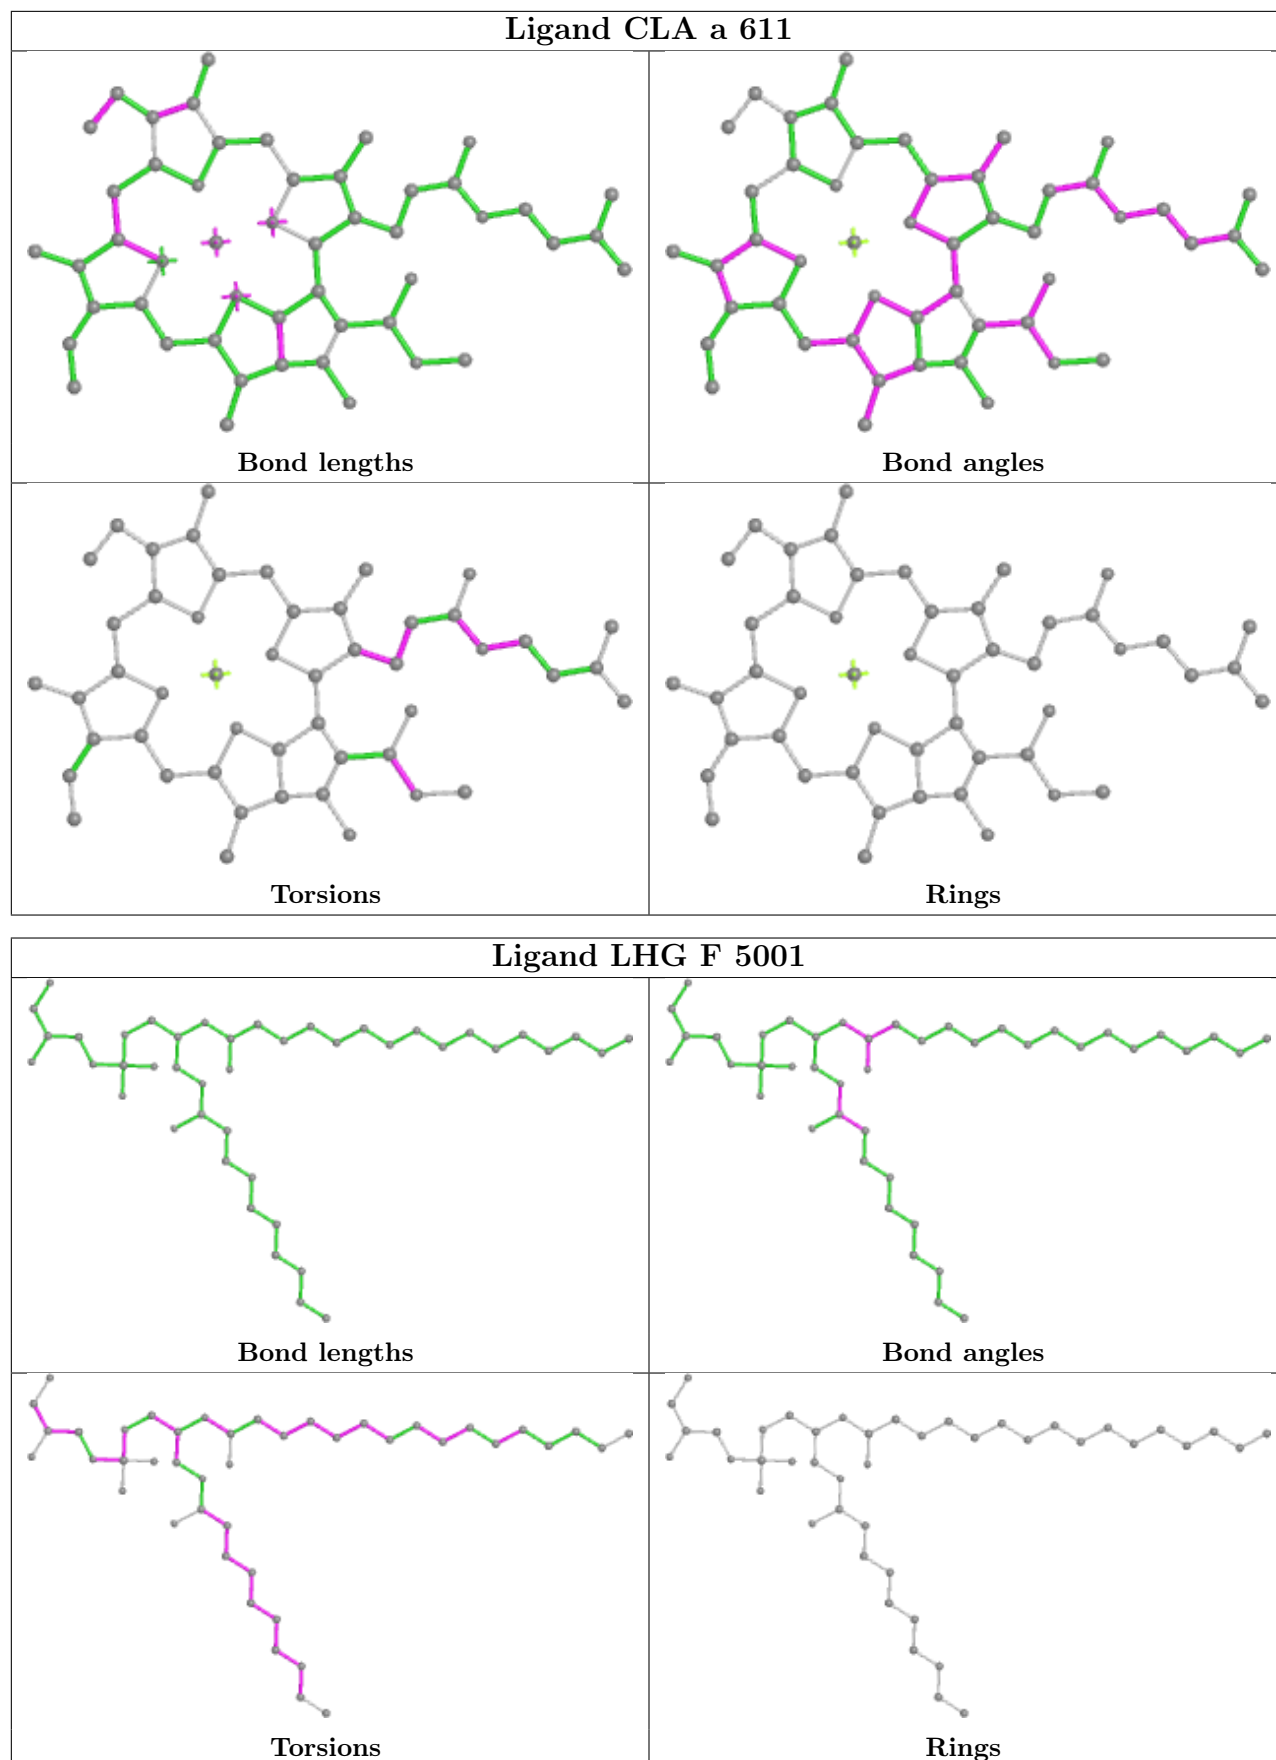 Ligand CLA a 611
Bond lengths
Bond angles
Torsions
Rings
Ligand LHG F 5001
Bond lengths
Bond angles
Torsions
Rings